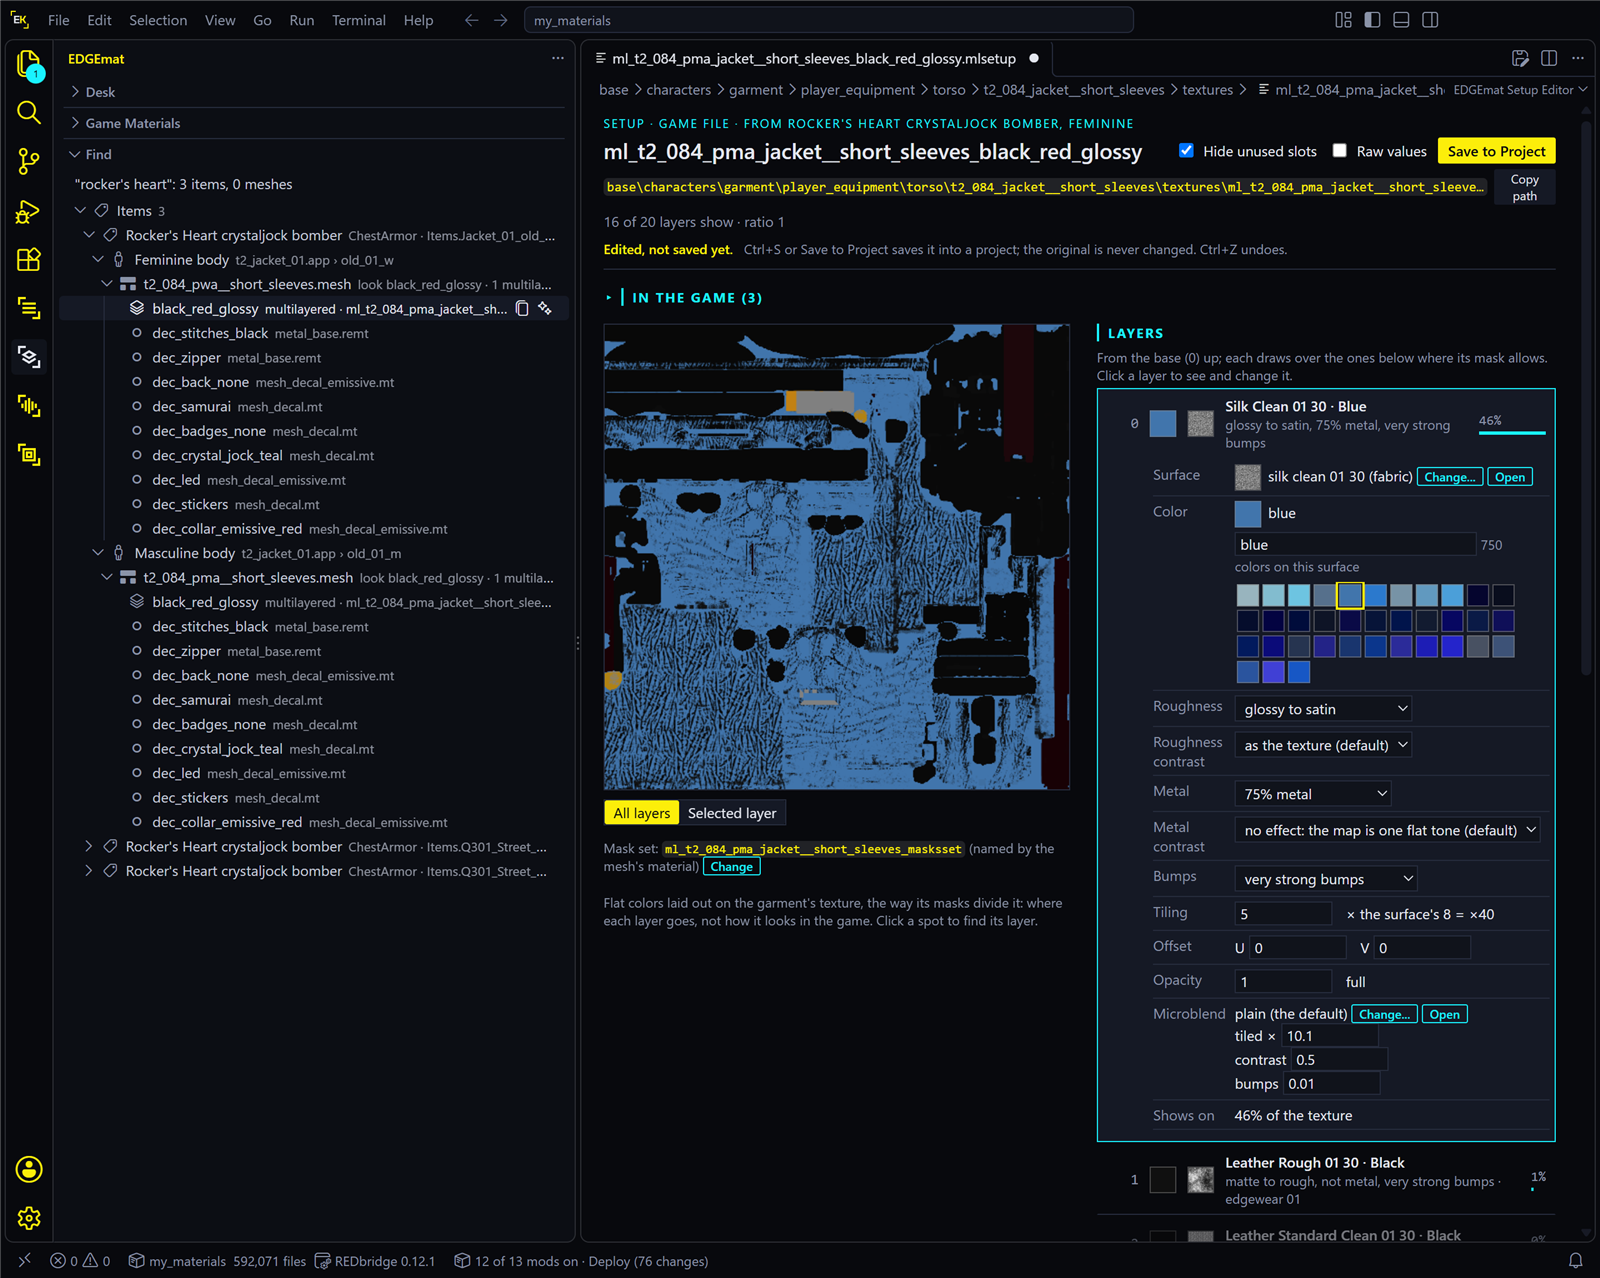 EK
File Edit Selection View Go Run Terminal Help
my_materials
EDGEmat
1
Desk
Game Materials
Find
"rocker's heart": 3 items, 0 meshes
Items 3
Rocker's Heart crystaljock bomber ChestArmor · Items.Jacket_01_old_...
Feminine body t2_jacket_01.app › old_01_w
t2_084_pwa__short_sleeves.mesh look black_red_glossy · 1 multila...
black_red_glossy multilayered · ml_t2_084_pma_jacket__sh...
dec_stitches_black metal_base.remt
dec_zipper metal_base.remt
dec_back_none mesh_decal_emissive.mt
dec_samurai mesh_decal.mt
dec_badges_none mesh_decal.mt
dec_crystal_jock_teal mesh_decal.mt
dec_led mesh_decal_emissive.mt
dec_stickers mesh_decal.mt
dec_collar_emissive_red mesh_decal_emissive.mt
Masculine body t2_jacket_01.app › old_01_m
t2_084_pma__short_sleeves.mesh look black_red_glossy · 1 multila...
black_red_glossy multilayered · ml_t2_084_pma_jacket__short_slee...
dec_stitches_black metal_base.remt
dec_zipper metal_base.remt
dec_back_none mesh_decal_emissive.mt
dec_samurai mesh_decal.mt
dec_badges_none mesh_decal.mt
dec_crystal_jock_teal mesh_decal.mt
dec_led mesh_decal_emissive.mt
dec_stickers mesh_decal.mt
dec_collar_emissive_red mesh_decal_emissive.mt
Rocker's Heart crystaljock bomber ChestArmor · Items.Q301_Street_...
Rocker's Heart crystaljock bomber ChestArmor · Items.Q301_Street_...
ml_t2_084_pma_jacket__short_sleeves_black_red_glossy.mlsetup
base › characters › garment › player_equipment › torso › t2_084_jacket__short_sleeves › textures › ml_t2_084_pma_jacket__sh EDGEmat Setup Editor
SETUP · GAME FILE · FROM ROCKER'S HEART CRYSTALJOCK BOMBER, FEMININE
ml_t2_084_pma_jacket__short_sleeves_black_red_glossy
Hide unused slots Raw values Save to Project
base\characters\garment\player_equipment\torso\t2_084_jacket__short_sleeves\textures\ml_t2_084_pma_jacket__short_sleeve…
Copy path
16 of 20 layers show · ratio 1
Edited, not saved yet. Ctrl+S or Save to Project saves it into a project; the original is never changed. Ctrl+Z undoes.
IN THE GAME (3)
All layers Selected layer
Mask set: ml_t2_084_pma_jacket__short_sleeves_masksset (named by the
mesh's material) Change
Flat colors laid out on the garment's texture, the way its masks divide it: where
each layer goes, not how it looks in the game. Click a spot to find its layer.
LAYERS
From the base (0) up; each draws over the ones below where its mask allows.
Click a layer to see and change it.
0 Silk Clean 01 30 · Blue
glossy to satin, 75% metal, very strong
bumps
46%
Surface silk clean 01 30 (fabric) Change... Open
Color blue
blue 750
colors on this surface
Roughness glossy to satin
Roughness contrast as the texture (default)
Metal 75% metal
Metal contrast no effect: the map is one flat tone (default)
Bumps very strong bumps
Tiling 5 × the surface's 8 = ×40
Offset U 0 V 0
Opacity 1 full
Microblend plain (the default) Change... Open
tiled × 10.1
contrast 0.5
bumps 0.01
Shows on 46% of the texture
1 Leather Rough 01 30 · Black
matte to rough, not metal, very strong bumps ·
edgewear 01
1%
Leather Standard Clean 01 30 · Black
0 0 my_materials 592,071 files REDbridge 0.12.1 12 of 13 mods on · Deploy (76 changes)